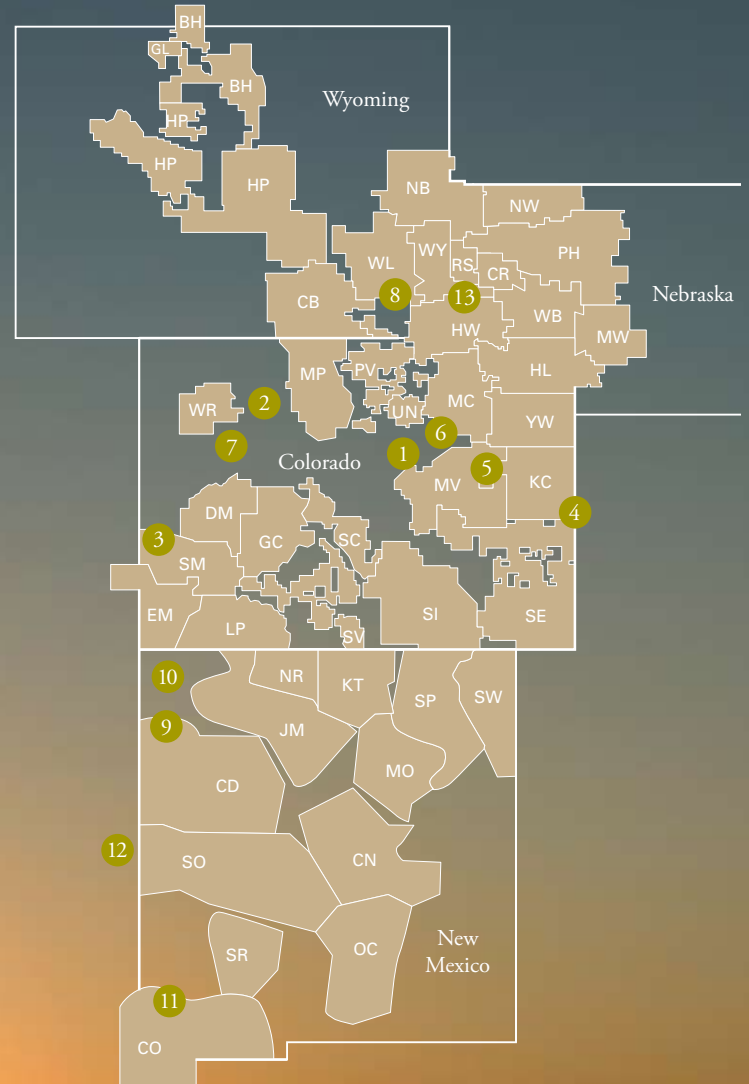 BH
GL
BH
Wyoming
HP
HP
HP
NB
NW
WY
PH
WL
RS
CR
Nebraska
8
13
CB
WB
HW
MW
MP
PV
HL
WR
2
MC
UN
YW
6
7
Colorado
1
5
MV
KC
4
DM
3
GC
SC
SM
EM
LP
SV
SI
SE
10
NR
KT
SP
SW
9
JM
MO
CD
12
SO
CN
SR
OC
New
Mexico
11
CO